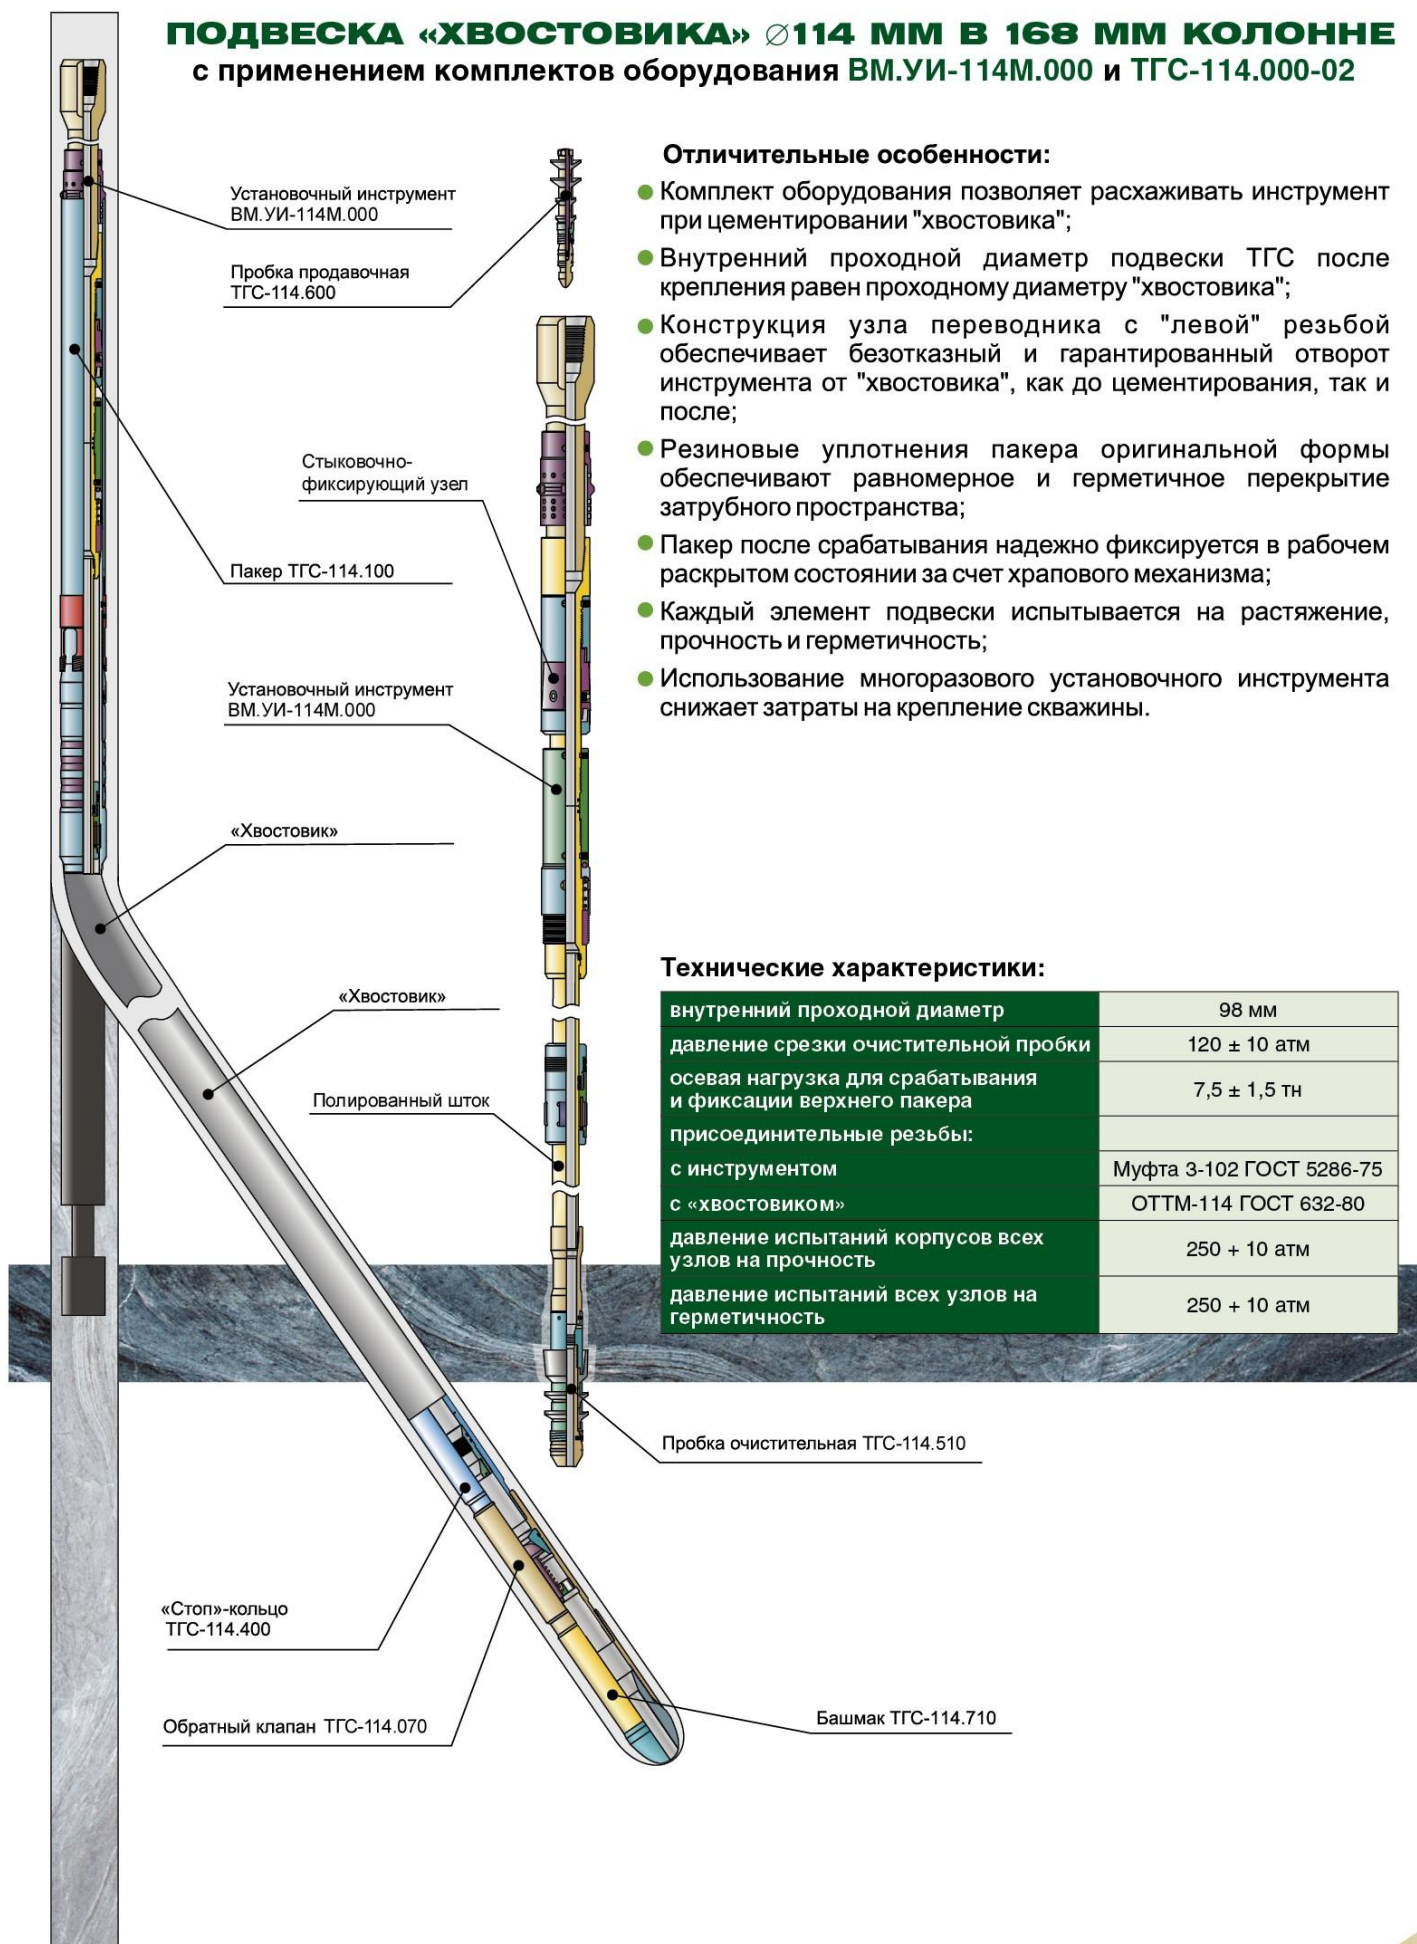 ПОДВЕСКА «ХВОСТОВИКА» ∅114 ММ В 168 ММ КОЛОННЕ
с применением комплектов оборудования ВМ.УИ-114М.000 и ТГС-114.000-02
Установочный инструмент
ВМ.УИ-114М.000
Пробка продавочная
ТГС-114.600
Стыковочно-
фиксирующий узел
Пакер ТГС-114.100
Установочный инструмент
ВМ.УИ-114М.000
«Хвостовик»
«Хвостовик»
Полированный шток
Отличительные особенности:
Комплект оборудования позволяет расхаживать инструмент
при цементировании "хвостовика";
Внутренний проходной диаметр подвески ТГС после
крепления равен проходному диаметру "хвостовика";
Конструкция узла переводника с "левой" резьбой
обеспечивает безотказный и гарантированный отворот
инструмента от "хвостовика", как до цементирования, так и
после;
Резиновые уплотнения пакера оригинальной формы
обеспечивают равномерное и герметичное перекрытие
затрубного пространства;
Пакер после срабатывания надежно фиксируется в рабочем
раскрытом состоянии за счет храпового механизма;
Каждый элемент подвески испытывается на растяжение,
прочность и герметичность;
Использование многоразового установочного инструмента
снижает затраты на крепление скважины.
Технические характеристики:
внутренний проходной диаметр 98 мм
давление срезки очистительной пробки 120 ± 10 атм
осевая нагрузка для срабатывания
и фиксации верхнего пакера 7,5 ± 1,5 тн
присоединительные резьбы:
с инструментом Муфта З-102 ГОСТ 5286-75
с «хвостовиком» ОТТМ-114 ГОСТ 632-80
давление испытаний корпусов всех
узлов на прочность 250 + 10 атм
давление испытаний всех узлов на
герметичность 250 + 10 атм
Пробка очистительная ТГС-114.510
«Стоп»-кольцо
ТГС-114.400
Обратный клапан ТГС-114.070
Башмак ТГС-114.710